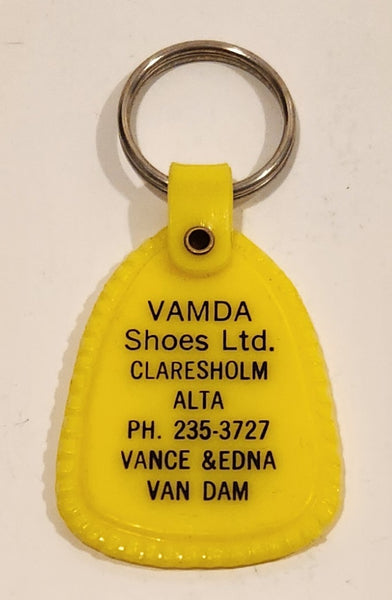 VAMDA
Shoes Ltd.
CLARESHOLM
ALTA
PH. 235-3727
VANCE &EDNA
VAN DAM